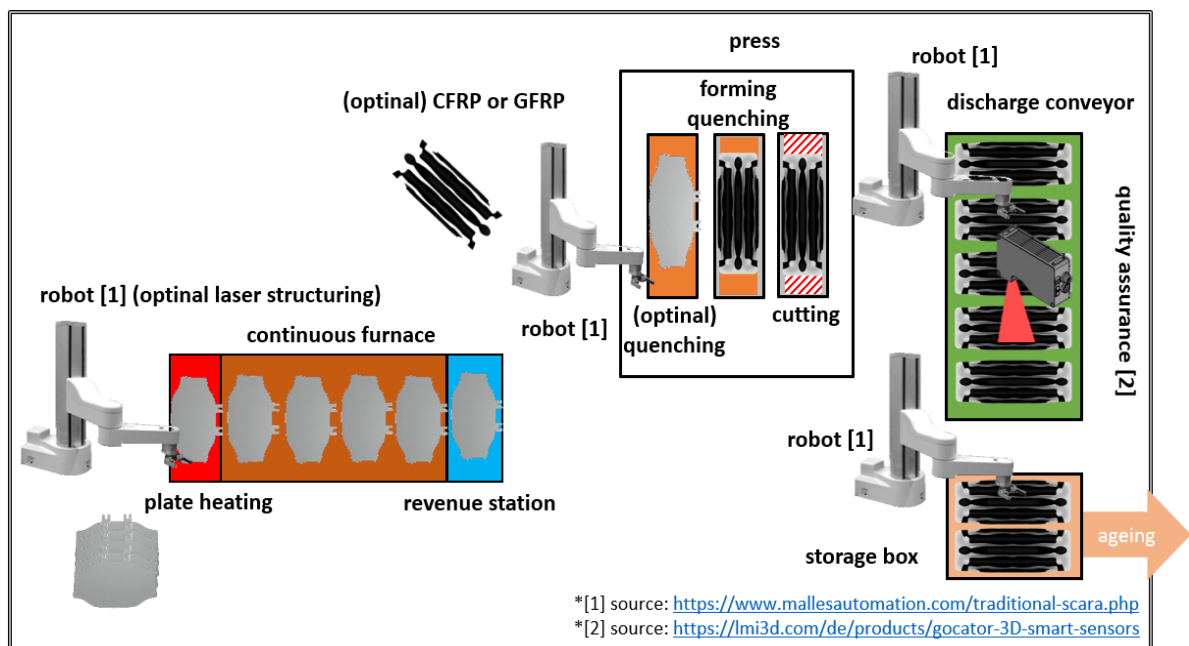 press
robot [1]
(optinal) CFRP or GFRP
forming
quenching
discharge conveyor
quality assurance [2]
robot [1] (optinal laser structuring)
robot [1]
(optinal)
quenching
cutting
continuous furnace
plate heating
revenue station
robot [1]
storage box
ageing
*[1] source: https://www.mallesautomation.com/traditional-scara.php
*[2] source: https://lmi3d.com/de/products/gocator-3D-smart-sensors